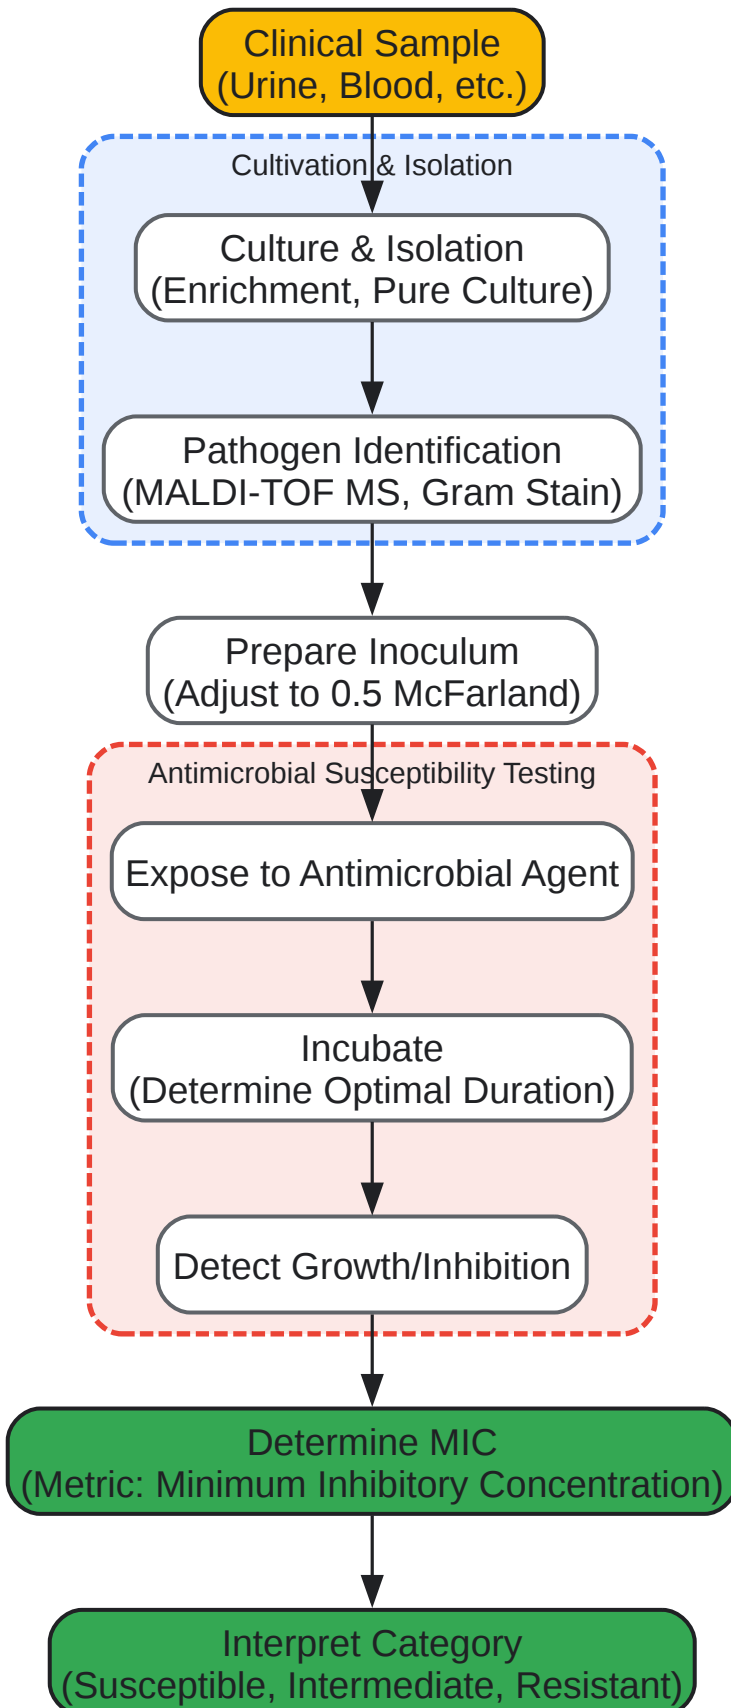 Clinical Sample
(Urine, Blood, etc.)
Cultivation & Isolation
Culture & Isolation
(Enrichment, Pure Culture)
Pathogen Identification
(MALDI-TOF MS, Gram Stain)
Prepare Inoculum
(Adjust to 0.5 McFarland)
Antimicrobial Susceptibility Testing
Expose to Antimicrobial Agent
Incubate
(Determine Optimal Duration)
Detect Growth/Inhibition
Determine MIC
(Metric: Minimum Inhibitory Concentration)
Interpret Category
(Susceptible, Intermediate, Resistant)